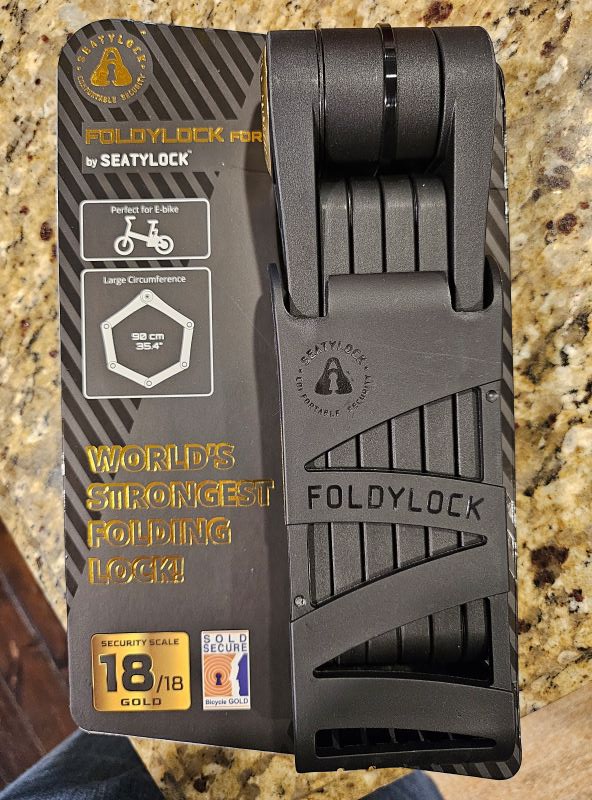 SEATYLOCK
COMFORTABLE SECURITY
FOLDYLOCK FOR
by SEATYLOCK™
Perfect for E-bike
Large Circumference
90 cm
35.4"
WORLD'S
STRONGEST
FOLDING
LOCK!
SECURITY SCALE
18/18
GOLD
SOLD
SECURE
Bicycle GOLD
SEATYLOCK
COMFORTABLE SECURITY
FOLDYLOCK